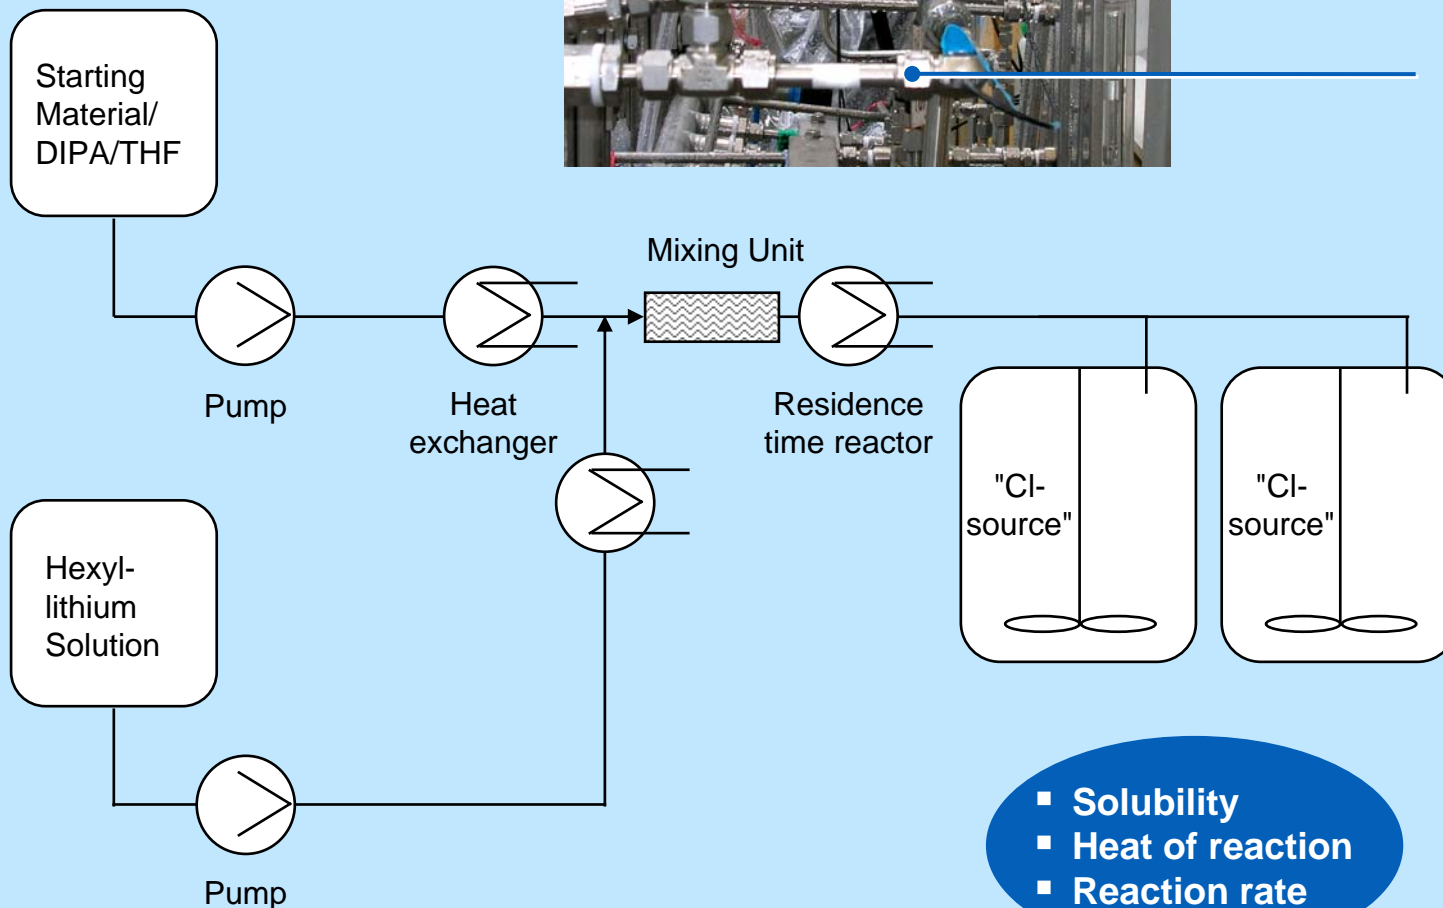 Starting
Material/
DIPA/THF
Mixing Unit
Pump
Heat
exchanger
Residence
time reactor
"Cl-
source"
"Cl-
source"
Hexyl-
lithium
Solution
Pump
▪ Solubility
▪ Heat of reaction
▪ Reaction rate